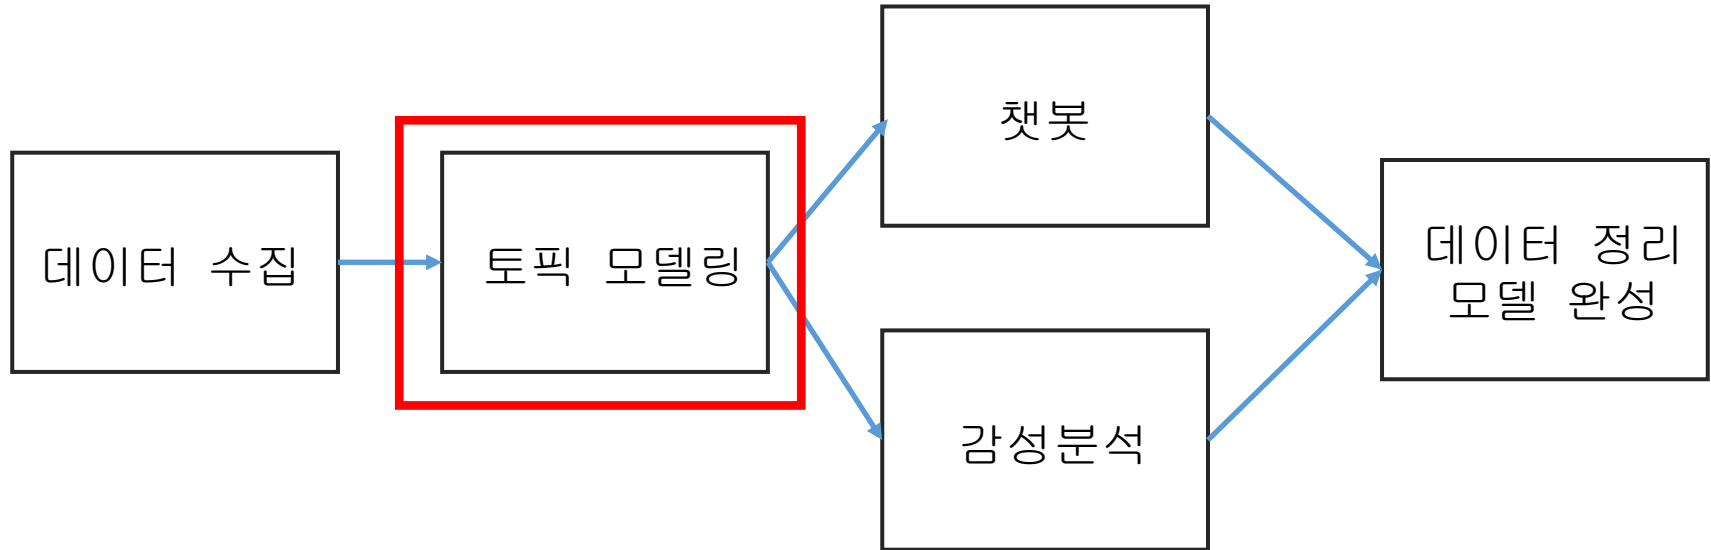 데이터 수집
토픽 모델링
챗봇
감성분석
데이터 정리
모델 완성